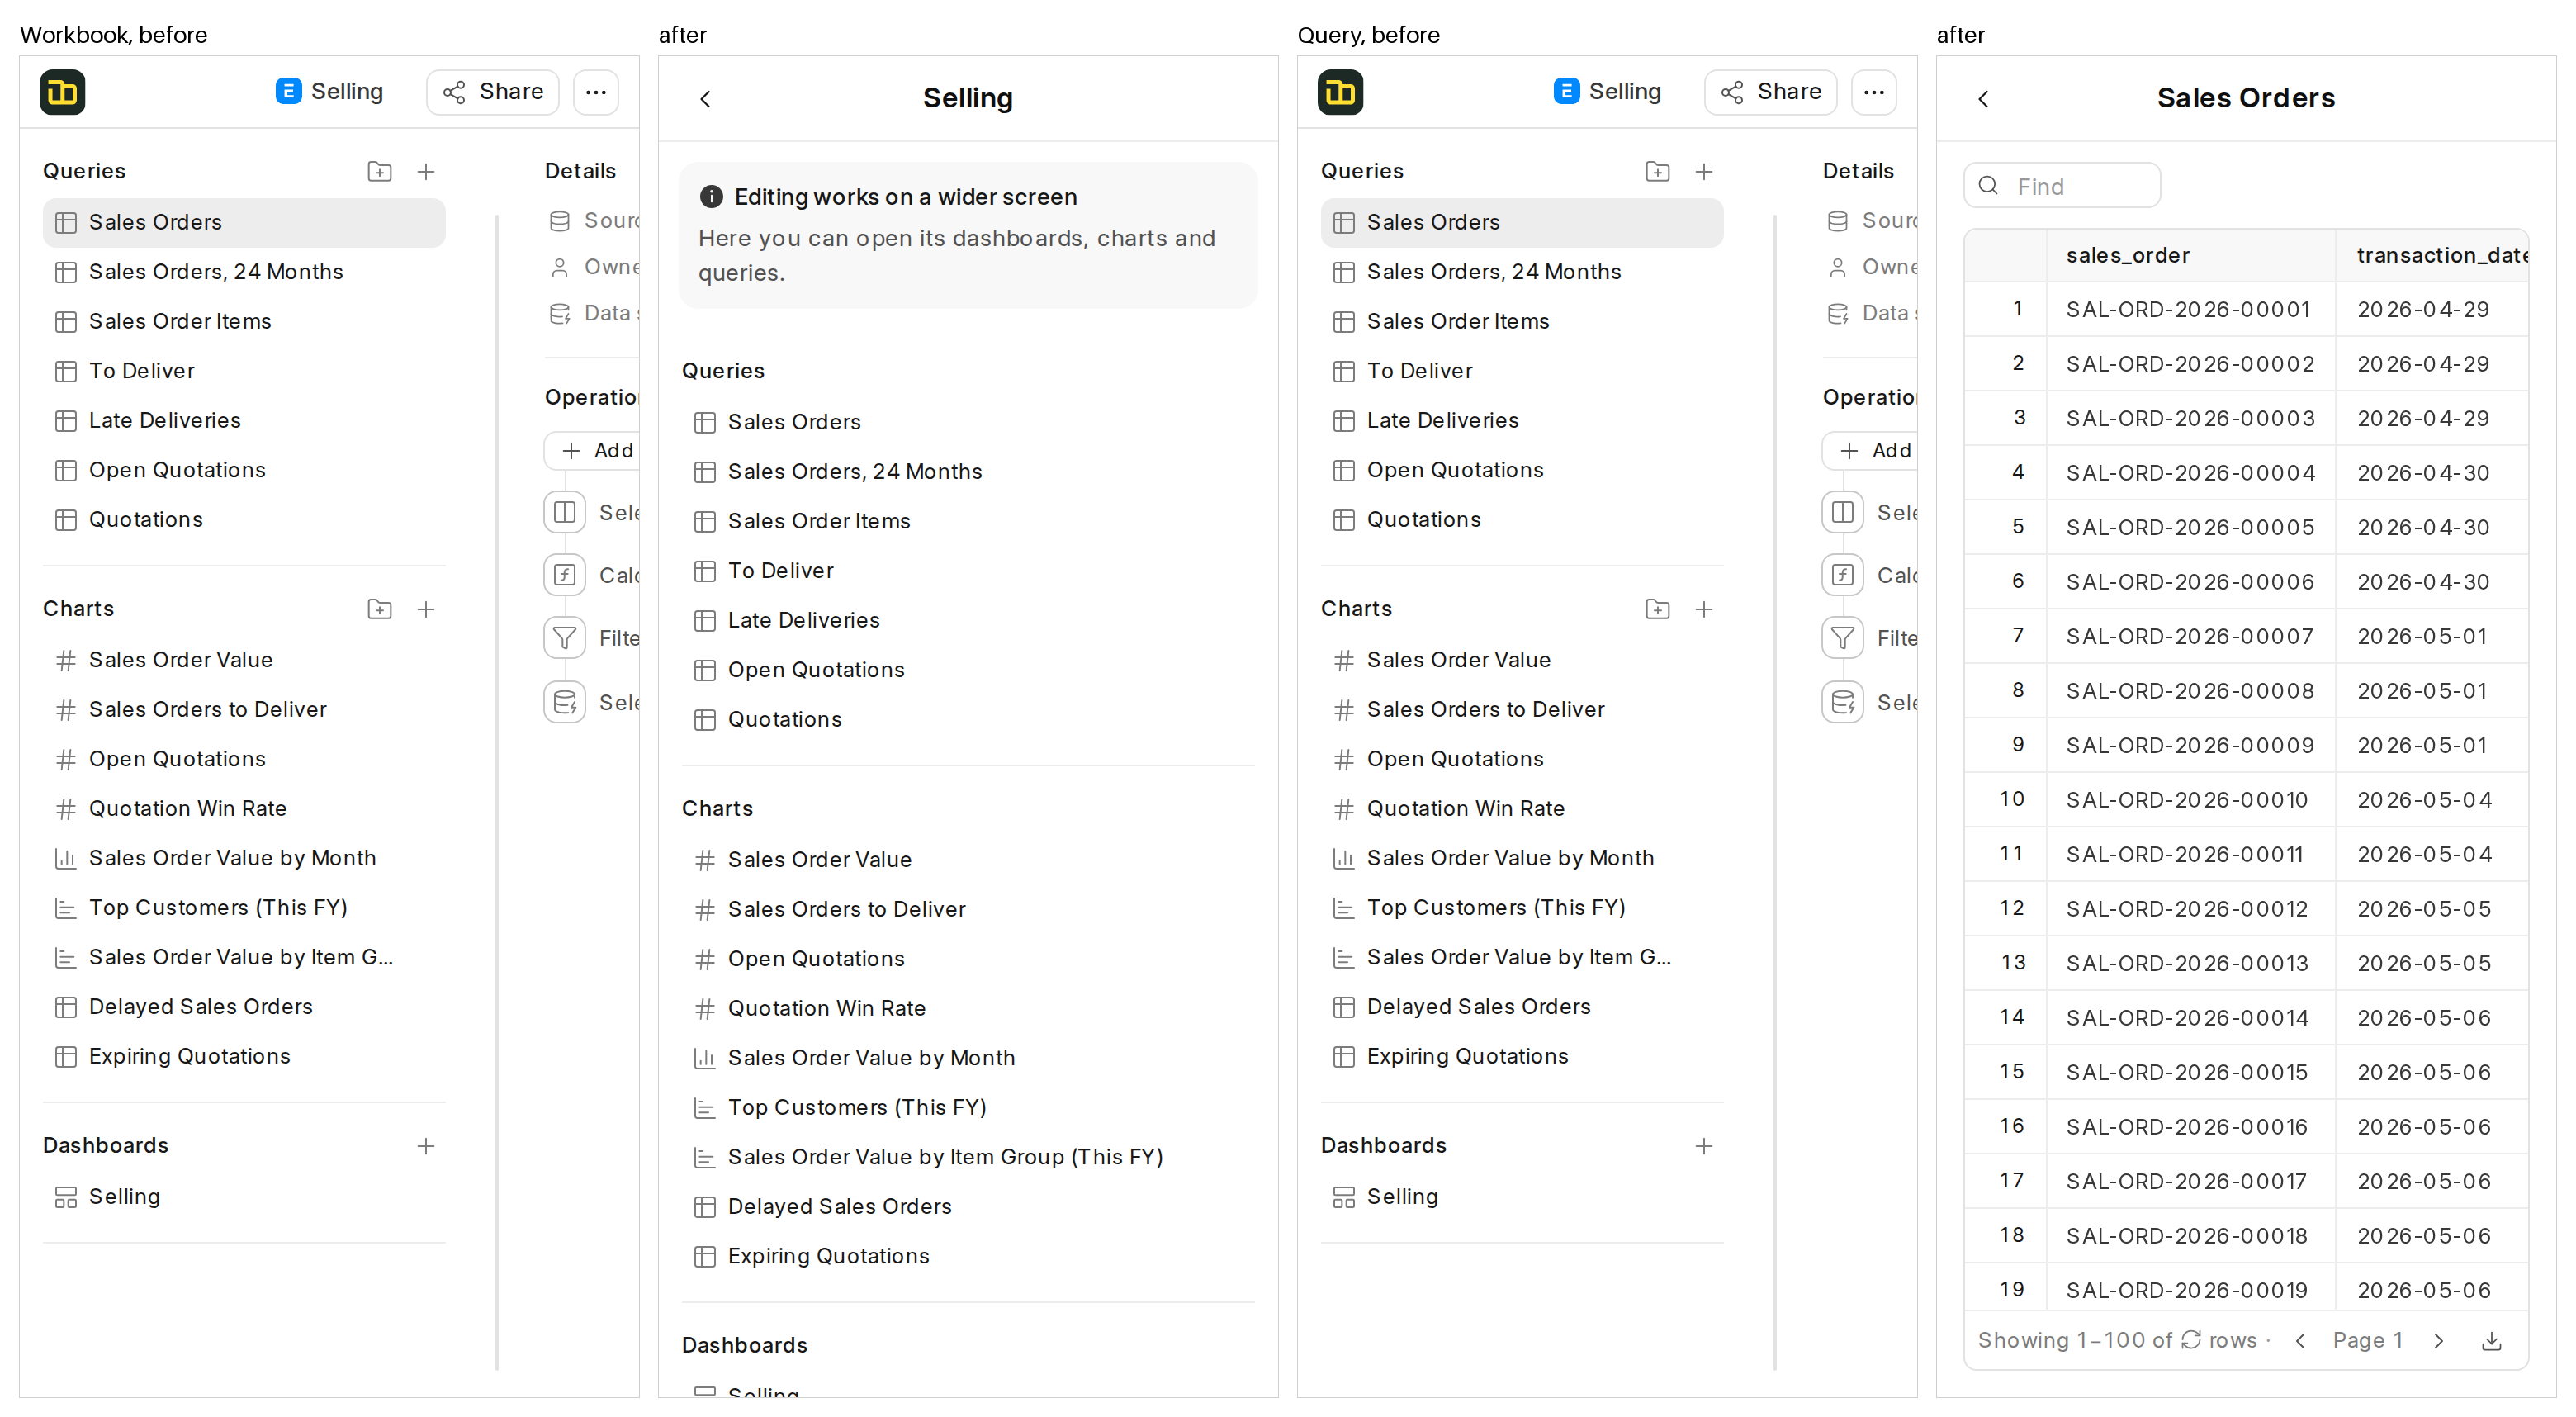 Workbook, before
Selling
Share
Queries
Sales Orders
Sales Orders, 24 Months
Sales Order Items
To Deliver
Late Deliveries
Open Quotations
Quotations
Charts
Sales Order Value
Sales Orders to Deliver
Open Quotations
Quotation Win Rate
Sales Order Value by Month
Top Customers (This FY)
Sales Order Value by Item G...
Delayed Sales Orders
Expiring Quotations
Dashboards
Selling
Details
Sourc
Owne
Data s
Operation
Add
Sele
Calc
Filte
Sele
after
Selling
Editing works on a wider screen
Here you can open its dashboards, charts and
queries.
Queries
Sales Orders
Sales Orders, 24 Months
Sales Order Items
To Deliver
Late Deliveries
Open Quotations
Quotations
Charts
Sales Order Value
Sales Orders to Deliver
Open Quotations
Quotation Win Rate
Sales Order Value by Month
Top Customers (This FY)
Sales Order Value by Item Group (This FY)
Delayed Sales Orders
Expiring Quotations
Dashboards
Selling
Query, before
Selling
Share
Queries
Sales Orders
Sales Orders, 24 Months
Sales Order Items
To Deliver
Late Deliveries
Open Quotations
Quotations
Charts
Sales Order Value
Sales Orders to Deliver
Open Quotations
Quotation Win Rate
Sales Order Value by Month
Top Customers (This FY)
Sales Order Value by Item G...
Delayed Sales Orders
Expiring Quotations
Dashboards
Selling
Details
Sourc
Owne
Data s
Operation
Add
Sele
Calc
Filte
Sele
after
Sales Orders
Find
sales_order transaction_date
1 SAL-ORD-2026-00001 2026-04-29
2 SAL-ORD-2026-00002 2026-04-29
3 SAL-ORD-2026-00003 2026-04-29
4 SAL-ORD-2026-00004 2026-04-30
5 SAL-ORD-2026-00005 2026-04-30
6 SAL-ORD-2026-00006 2026-04-30
7 SAL-ORD-2026-00007 2026-05-01
8 SAL-ORD-2026-00008 2026-05-01
9 SAL-ORD-2026-00009 2026-05-01
10 SAL-ORD-2026-00010 2026-05-04
11 SAL-ORD-2026-00011 2026-05-04
12 SAL-ORD-2026-00012 2026-05-05
13 SAL-ORD-2026-00013 2026-05-05
14 SAL-ORD-2026-00014 2026-05-06
15 SAL-ORD-2026-00015 2026-05-06
16 SAL-ORD-2026-00016 2026-05-06
17 SAL-ORD-2026-00017 2026-05-06
18 SAL-ORD-2026-00018 2026-05-06
19 SAL-ORD-2026-00019 2026-05-06
Showing 1–100 of rows · Page 1